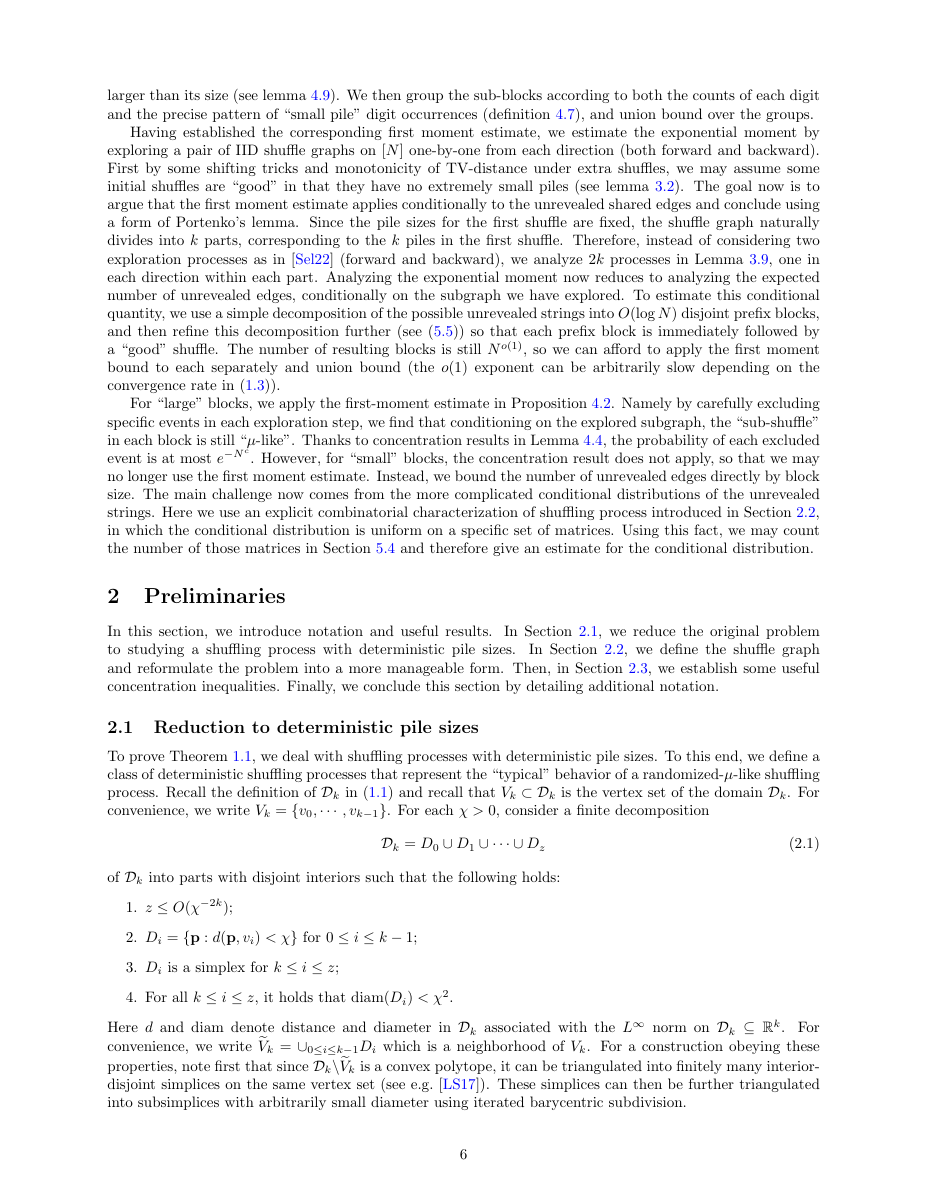 larger than its size (see lemma 4.9). We then group the sub-blocks according to both the counts of each digit
and the precise pattern of “small pile” digit occurrences (definition 4.7), and union bound over the groups.
Having established the corresponding first moment estimate, we estimate the exponential moment by
exploring a pair of IID shuffle graphs on [N] one-by-one from each direction (both forward and backward).
First by some shifting tricks and monotonicity of TV-distance under extra shuffles, we may assume some
initial shuffles are “good” in that they have no extremely small piles (see lemma 3.2). The goal now is to
argue that the first moment estimate applies conditionally to the unrevealed shared edges and conclude using
a form of Portenko’s lemma. Since the pile sizes for the first shuffle are fixed, the shuffle graph naturally
divides into k parts, corresponding to the k piles in the first shuffle. Therefore, instead of considering two
exploration processes as in [Sel22] (forward and backward), we analyze 2k processes in Lemma 3.9, one in
each direction within each part. Analyzing the exponential moment now reduces to analyzing the expected
number of unrevealed edges, conditionally on the subgraph we have explored. To estimate this conditional
quantity, we use a simple decomposition of the possible unrevealed strings into O(log N) disjoint prefix blocks,
and then refine this decomposition further (see (5.5)) so that each prefix block is immediately followed by
a “good” shuffle. The number of resulting blocks is still N^{o(1)}, so we can afford to apply the first moment
bound to each separately and union bound (the o(1) exponent can be arbitrarily slow depending on the
convergence rate in (1.3)).
For “large” blocks, we apply the first-moment estimate in Proposition 4.2. Namely by carefully excluding
specific events in each exploration step, we find that conditioning on the explored subgraph, the “sub-shuffle”
in each block is still “μ-like”. Thanks to concentration results in Lemma 4.4, the probability of each excluded
event is at most e^{-N^c}. However, for “small” blocks, the concentration result does not apply, so that we may
no longer use the first moment estimate. Instead, we bound the number of unrevealed edges directly by block
size. The main challenge now comes from the more complicated conditional distributions of the unrevealed
strings. Here we use an explicit combinatorial characterization of shuffling process introduced in Section 2.2,
in which the conditional distribution is uniform on a specific set of matrices. Using this fact, we may count
the number of those matrices in Section 5.4 and therefore give an estimate for the conditional distribution.
2 Preliminaries
In this section, we introduce notation and useful results. In Section 2.1, we reduce the original problem
to studying a shuffling process with deterministic pile sizes. In Section 2.2, we define the shuffle graph
and reformulate the problem into a more manageable form. Then, in Section 2.3, we establish some useful
concentration inequalities. Finally, we conclude this section by detailing additional notation.
2.1 Reduction to deterministic pile sizes
To prove Theorem 1.1, we deal with shuffling processes with deterministic pile sizes. To this end, we define a
class of deterministic shuffling processes that represent the “typical” behavior of a randomized-μ-like shuffling
process. Recall the definition of 𝒟_k in (1.1) and recall that V_k ⊂ 𝒟_k is the vertex set of the domain 𝒟_k. For
convenience, we write V_k = {v_0, ⋯ , v_{k−1}}. For each χ > 0, consider a finite decomposition
𝒟_k = D_0 ∪ D_1 ∪ ⋯ ∪ D_z (2.1)
of 𝒟_k into parts with disjoint interiors such that the following holds:
1. z ≤ O(χ^{−2k});
2. D_i = {p : d(p, v_i) < χ} for 0 ≤ i ≤ k − 1;
3. D_i is a simplex for k ≤ i ≤ z;
4. For all k ≤ i ≤ z, it holds that diam(D_i) < χ^2.
Here d and diam denote distance and diameter in 𝒟_k associated with the L^∞ norm on 𝒟_k ⊆ ℝ^k. For
convenience, we write Ṽ_k = ∪_{0≤i≤k−1}D_i which is a neighborhood of V_k. For a construction obeying these
properties, note first that since 𝒟_k\Ṽ_k is a convex polytope, it can be triangulated into finitely many interior-
disjoint simplices on the same vertex set (see e.g. [LS17]). These simplices can then be further triangulated
into subsimplices with arbitrarily small diameter using iterated barycentric subdivision.
6